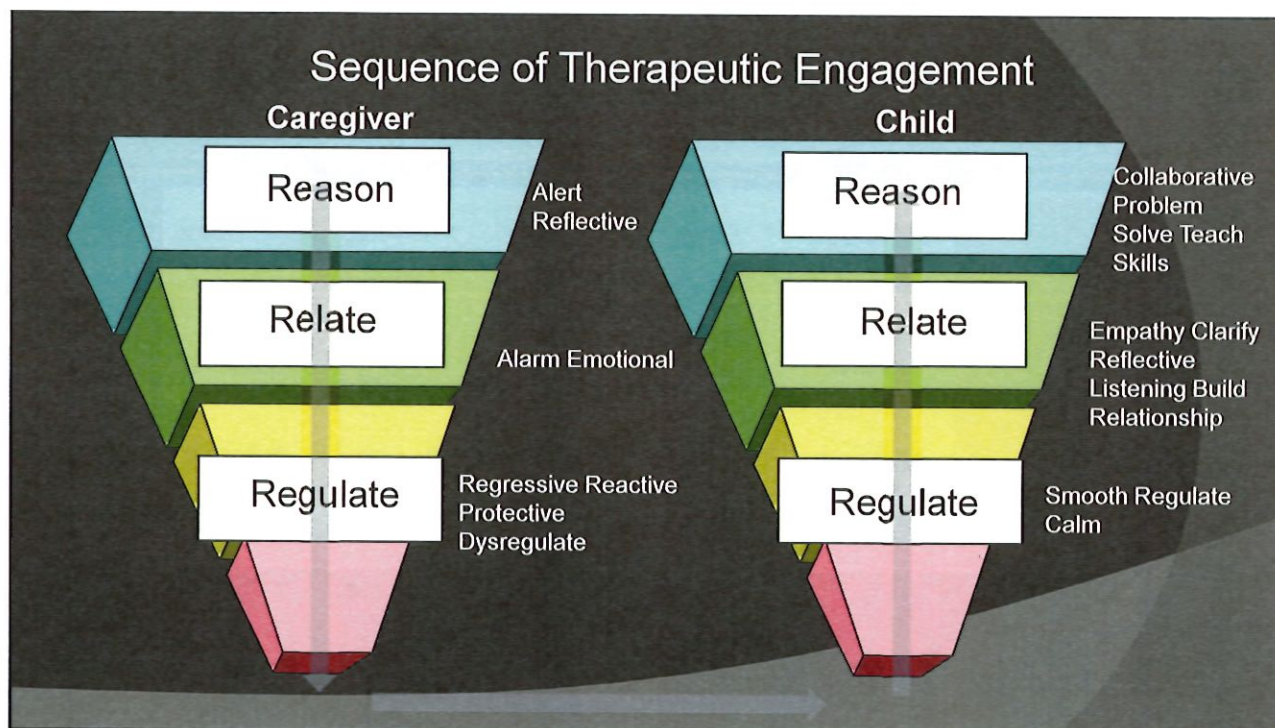 Sequence of Therapeutic Engagement
Caregiver
Reason
Alert
Reflective
Relate
Alarm Emotional
Regulate
Regressive Reactive
Protective
Dysregulate
Child
Reason
Collaborative
Problem
Solve Teach
Skills
Relate
Empathy Clarify
Reflective
Listening Build
Relationship
Regulate
Smooth Regulate
Calm